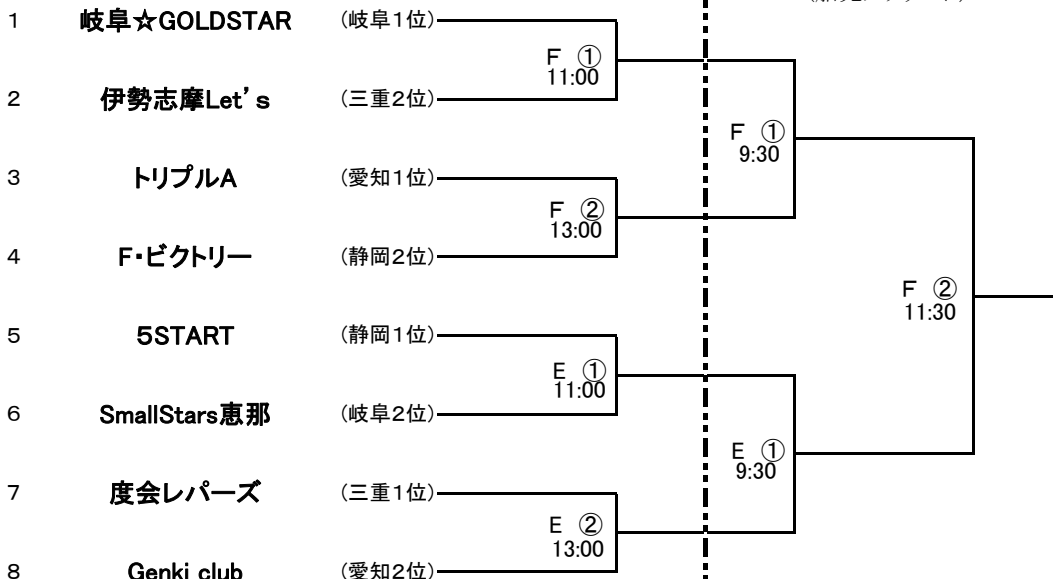 1 岐阜☆GOLDSTAR (岐阜1位)
F ①
11:00
2 伊勢志摩Let's (三重2位)
F ①
9:30
3 トリプルA (愛知1位)
F ②
13:00
4 F・ビクトリー (静岡2位)
F ②
11:30
5 5START (静岡1位)
E ①
11:00
6 SmallStars恵那 (岐阜2位)
E ①
9:30
7 度会レパーズ (三重1位)
E ②
13:00
8 Genki club (愛知2位)